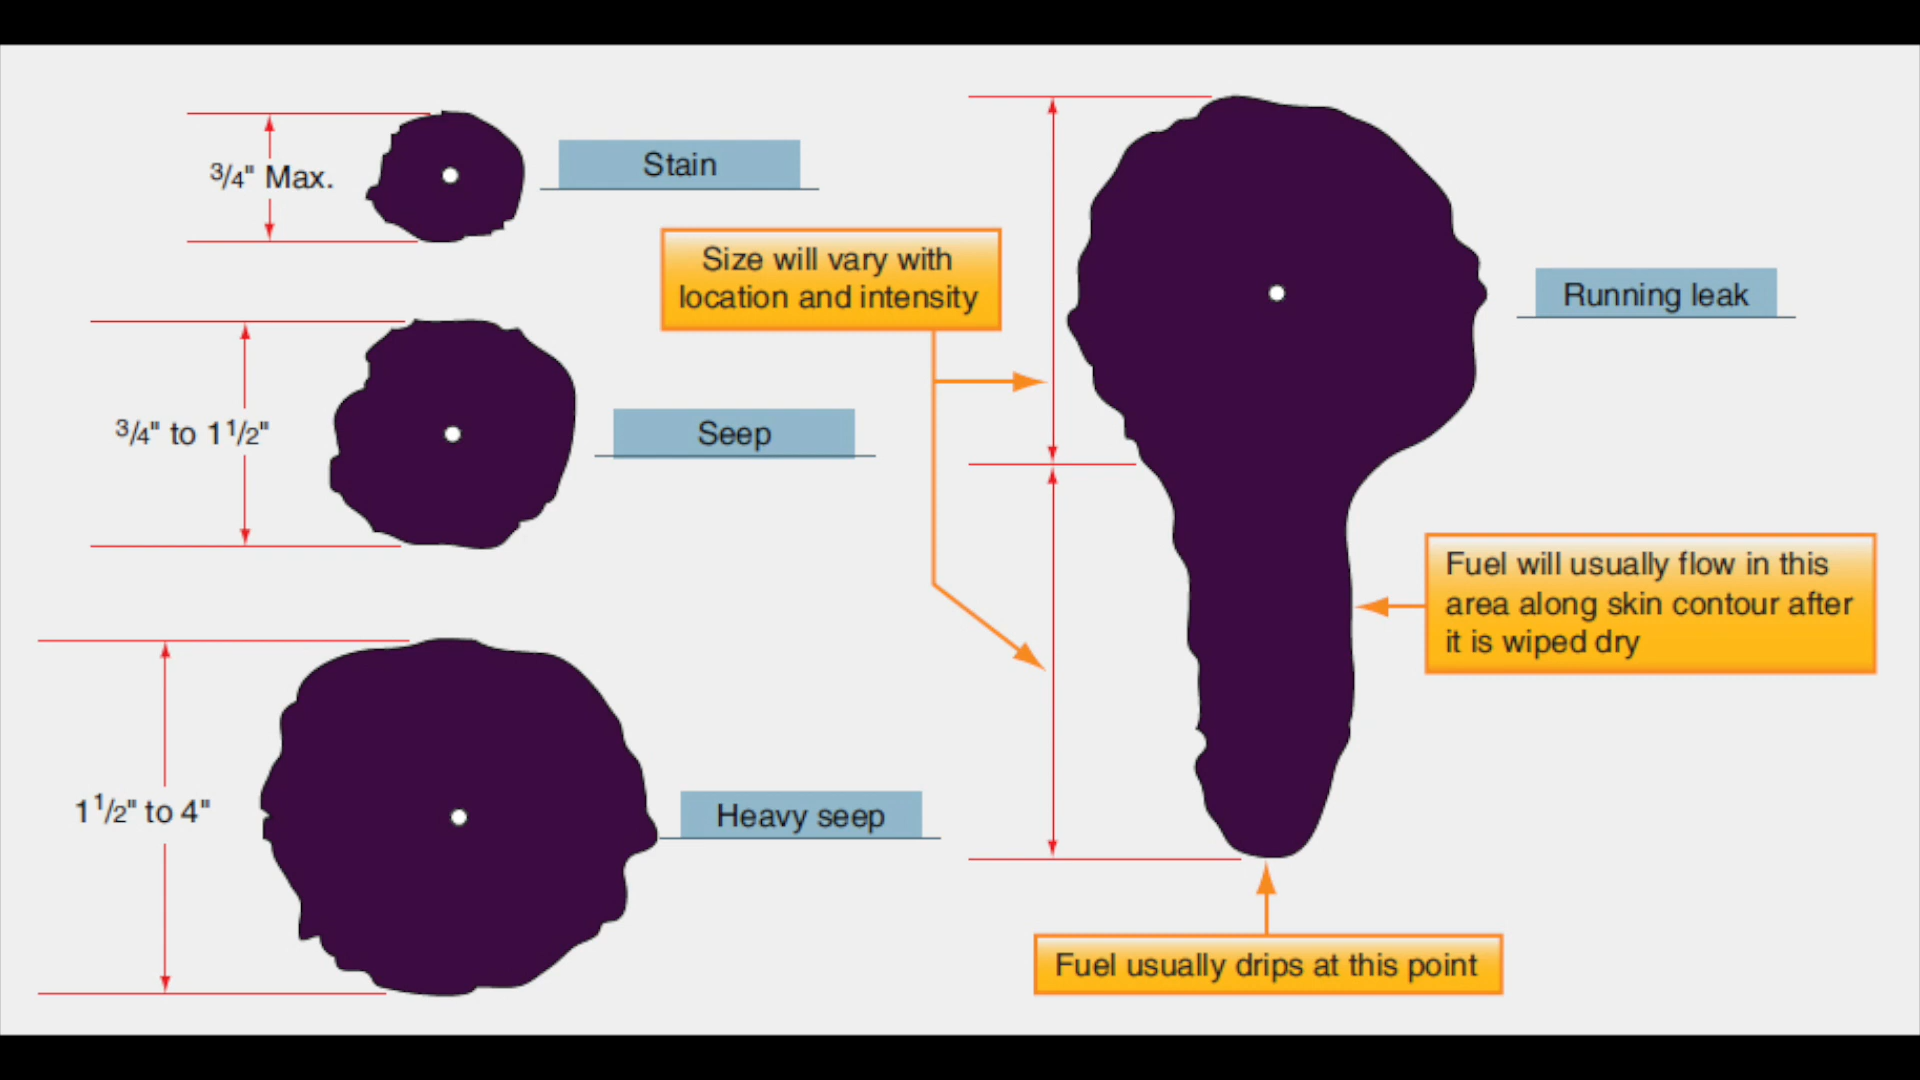 3/4" Max.
Stain
3/4" to 1 1/2"
Seep
1 1/2" to 4"
Heavy seep
Size will vary with
location and intensity
Running leak
Fuel will usually flow in this
area along skin contour after
it is wiped dry
Fuel usually drips at this point